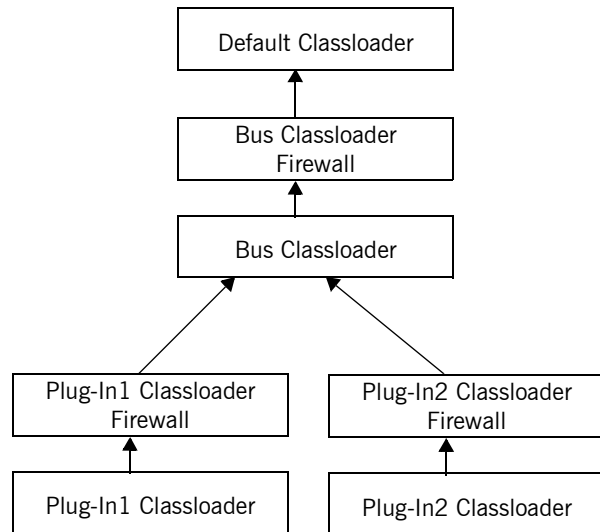 Default Classloader
Bus Classloader
Firewall
Bus Classloader
Plug-In1 Classloader
Firewall
Plug-In2 Classloader
Firewall
Plug-In1 Classloader
Plug-In2 Classloader